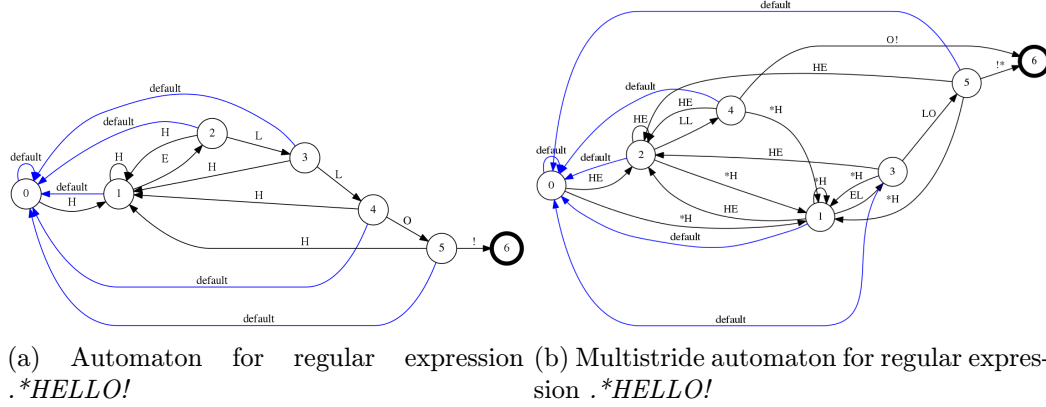 default
O!
6
!*
default
HE
5
default
HE
4
*H
H
2
L
LL
LO
default
HE
E
3
2
HE
*H
3
default
H
default
H
L
default
*H
EL
*H
0
default
1
0
HE
H
H
4
*H
HE
1
O
default
H
5
!
6
default
default
default
(a) Automaton for regular expression
.*HELLO!
(b) Multistride automaton for regular expres-
sion .*HELLO!